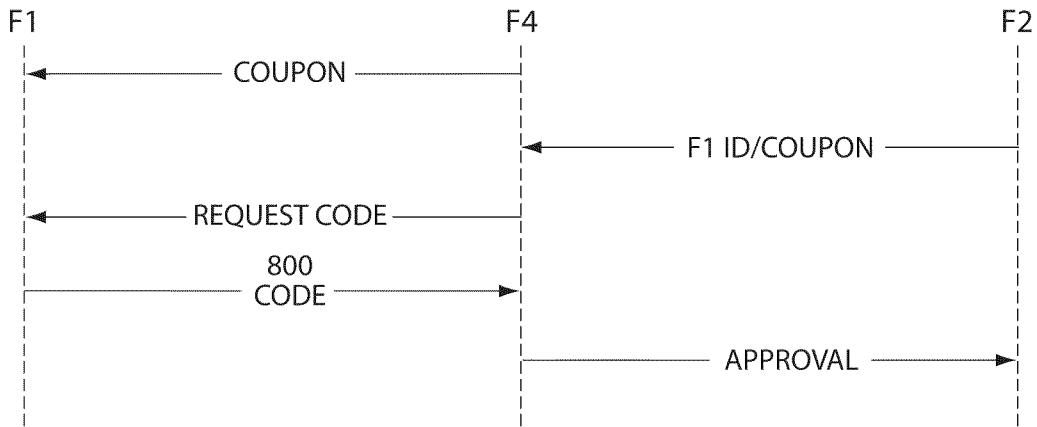 F1 F4 F2
COUPON
F1 ID/COUPON
REQUEST CODE
800
CODE
APPROVAL